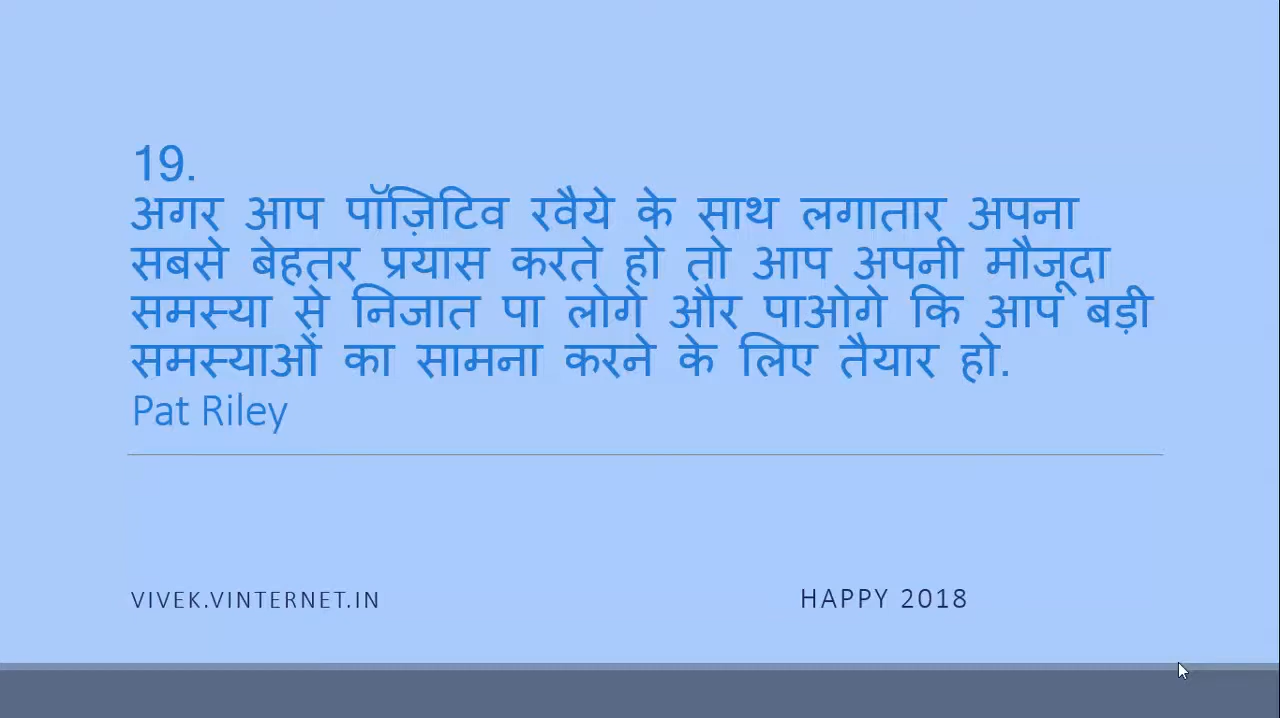 19.
अगर आप पॉज़िटिव रवैये के साथ लगातार अपना
सबसे बेहतर प्रयास करते हो तो आप अपनी मौजूदा
समस्या से निजात पा लोगे और पाओगे कि आप बड़ी
समस्याओं का सामना करने के लिए तैयार हो.
Pat Riley
VIVEK.VINTERNET.IN
HAPPY 2018